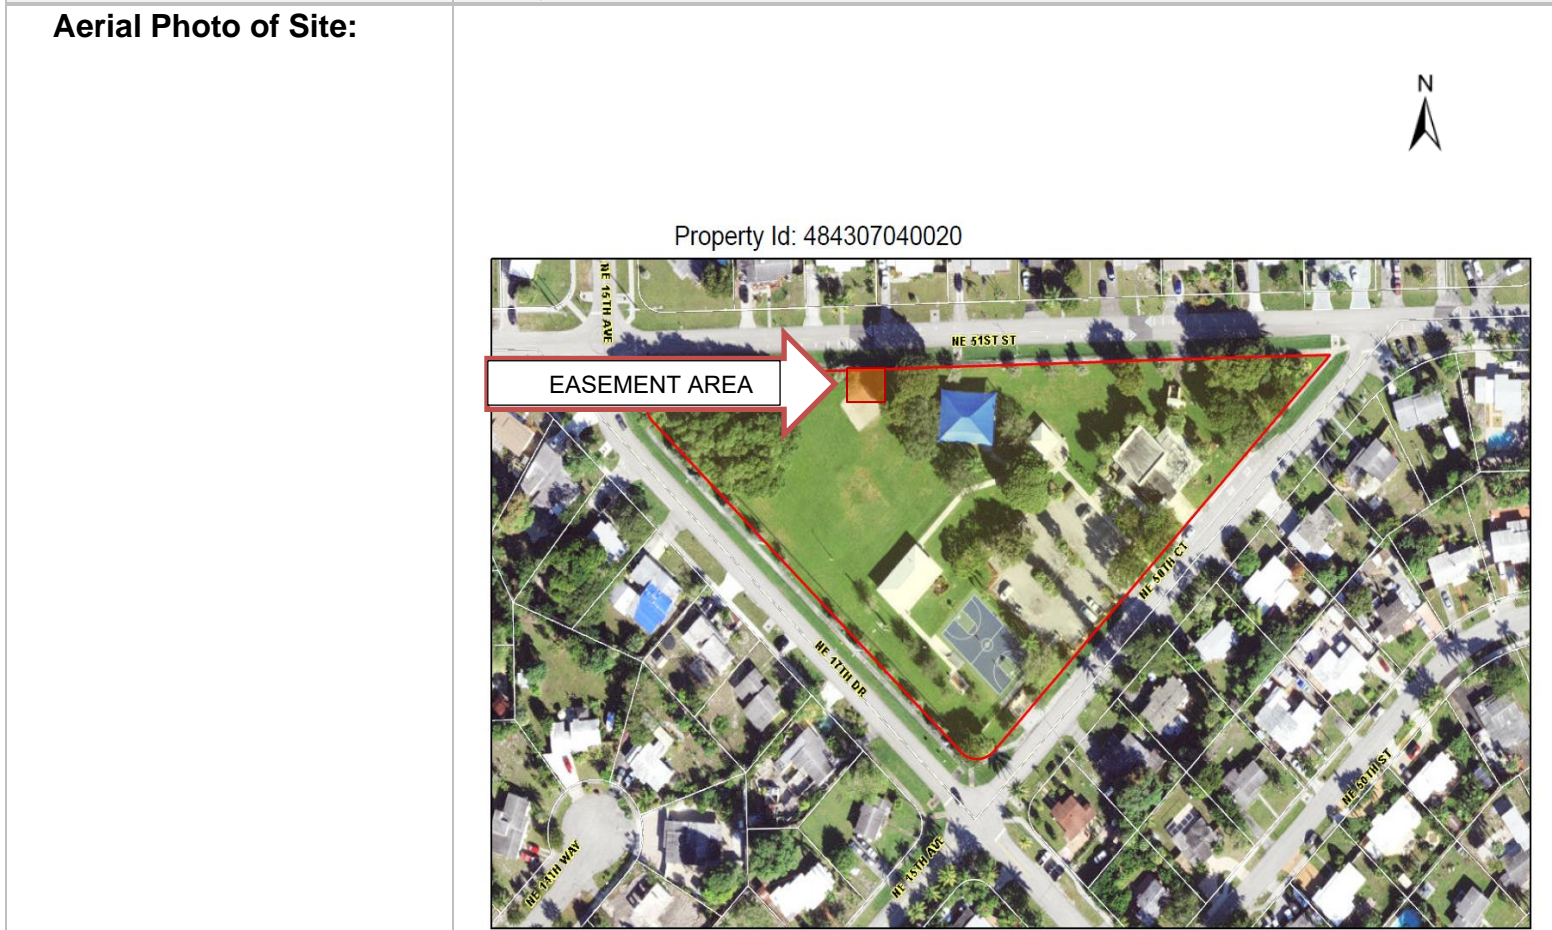 Aerial Photo of Site:
N
Property Id: 484307040020
NE 15TH AVE
NE 51ST ST
EASEMENT AREA
NE 50TH CT
NE 17TH DR
NE 50TH ST
NE 15TH AVE
NE 14TH WAY